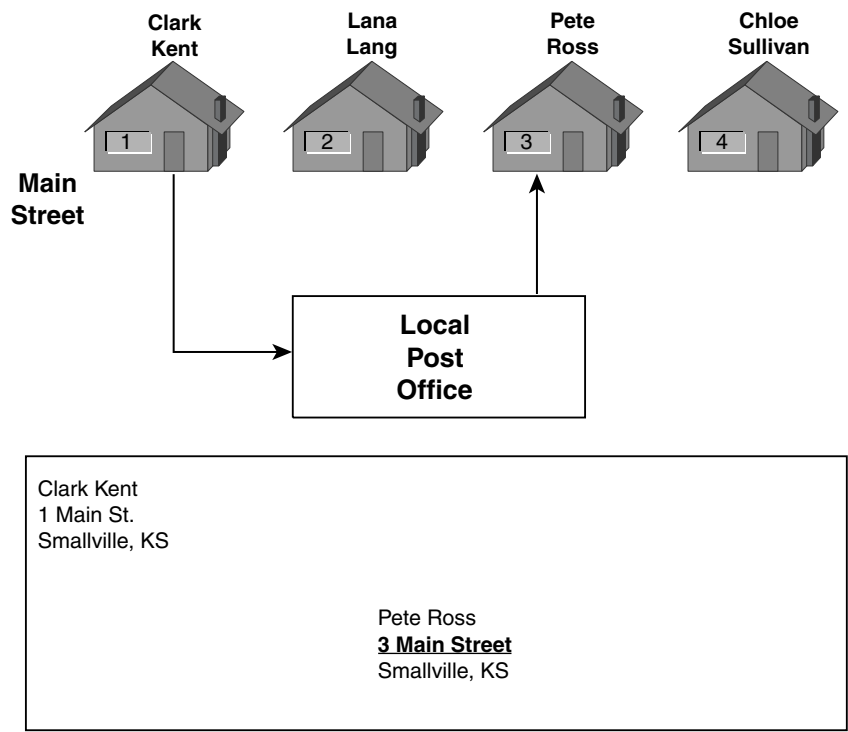 Clark
Kent
Lana
Lang
Pete
Ross
Chloe
Sullivan
1
2
3
4
Main
Street
Local
Post
Office
Clark Kent
1 Main St.
Smallville, KS
Pete Ross
3 Main Street
Smallville, KS